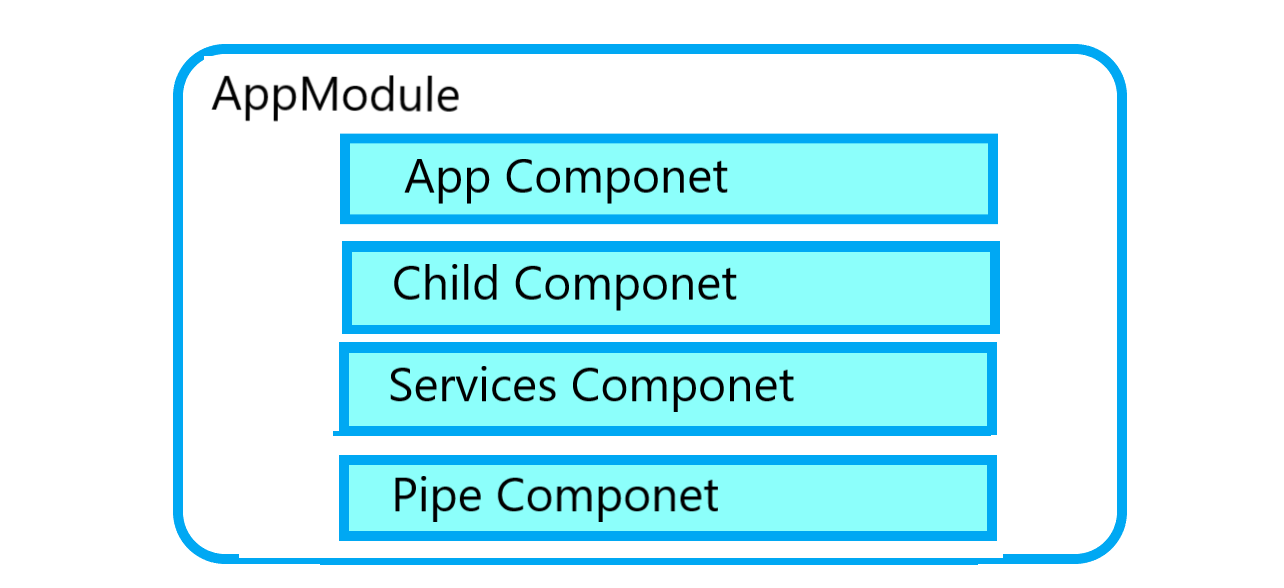 AppModule
App Componet
Child Componet
Services Componet
Pipe Componet